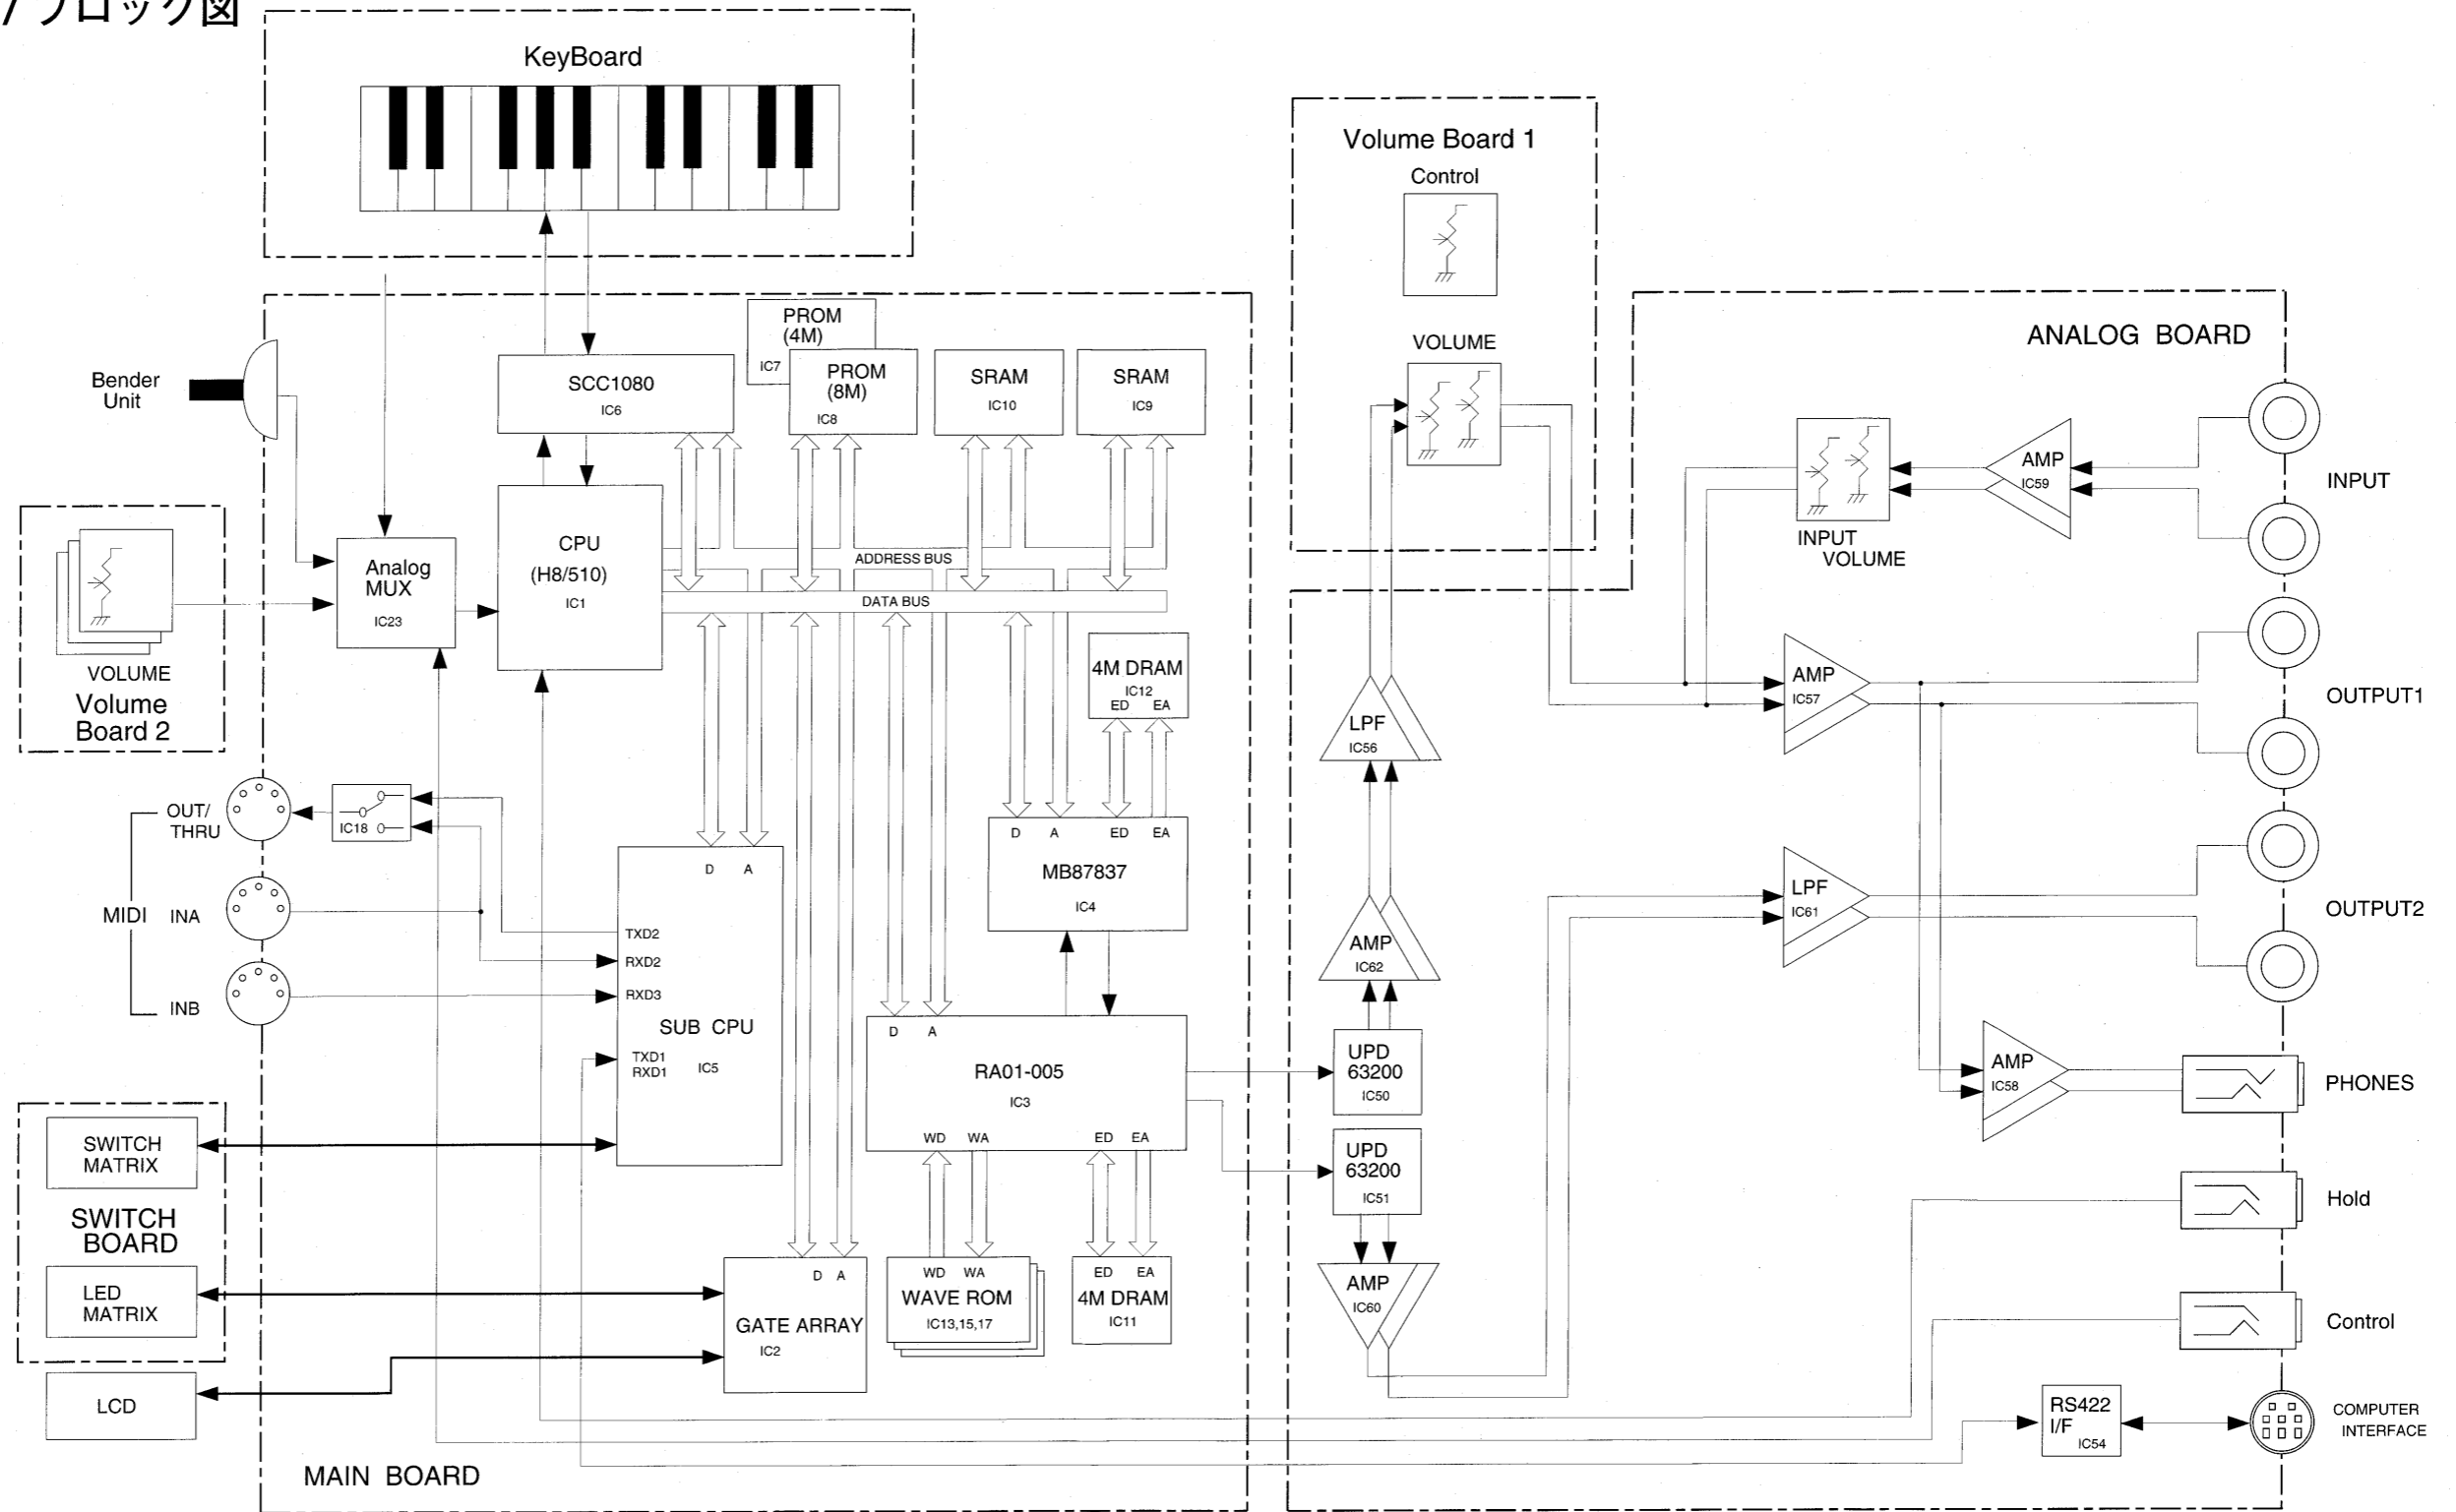 /ブロック図
KeyBoard
Volume Board 1
Control
VOLUME
ANALOG BOARD
Bender
Unit
SCC1080
IC6
PROM
(4M)
IC7
PROM
(8M)
IC8
SRAM
IC10
SRAM
IC9
AMP
IC59
INPUT
INPUT
VOLUME
CPU
(H8/510)
IC1
Analog
MUX
IC23
ADDRESS BUS
DATA BUS
VOLUME
Volume
Board 2
4M DRAM
IC12
ED EA
LPF
IC56
AMP
IC57
OUTPUT1
OUT/
THRU
IC18
MIDI
INA
INB
D A
TXD2
RXD2
RXD3
SUB CPU
TXD1
RXD1
IC5
D A ED EA
MB87837
IC4
AMP
IC62
LPF
IC61
OUTPUT2
D A
RA01-005
IC3
WD WA ED EA
UPD
63200
IC50
UPD
63200
IC51
AMP
IC58
PHONES
SWITCH
MATRIX
SWITCH
BOARD
LED
MATRIX
LCD
D A
GATE ARRAY
IC2
WD WA
WAVE ROM
IC13,15,17
ED EA
4M DRAM
IC11
AMP
IC60
Hold
Control
RS422
I/F
IC54
COMPUTER
INTERFACE
MAIN BOARD